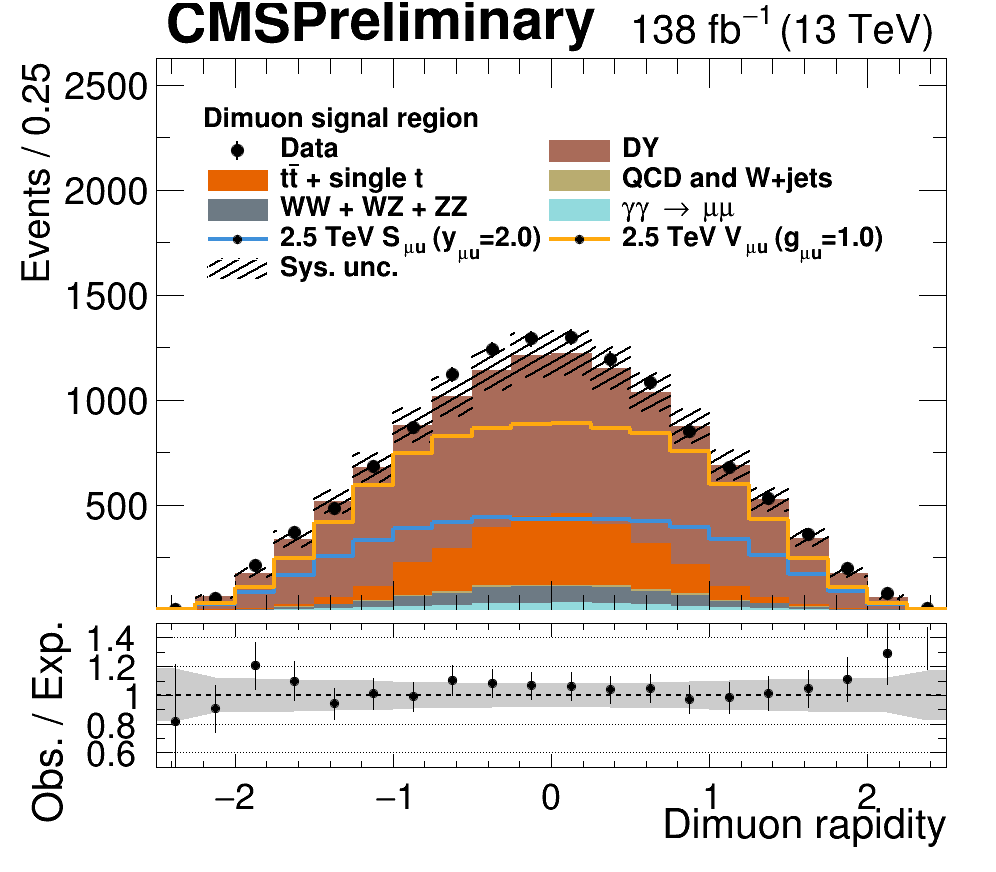 CMSPreliminary 138 fb⁻¹ (13 TeV)
Events / 0.25
2500
2000
1500
1000
500
Dimuon signal region
Data
DY
tt̄ + single t
QCD and W+jets
WW + WZ + ZZ
γγ → μμ
2.5 TeV S_μu (y_μu=2.0)
2.5 TeV V_μu (g_μu=1.0)
Sys. unc.
Obs. / Exp.
1.4
1.2
1
0.8
0.6
−2 −1 0 1 2
Dimuon rapidity